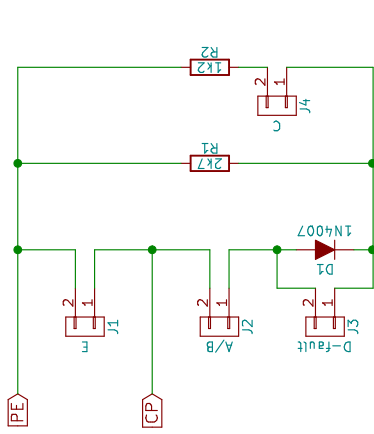 R2
1k2
2 1
J4
C
R1
2k7
1N4007
D1
2 1
J1
E
2 1
J2
A/B
2 1
J3
D-fault
PE
CP